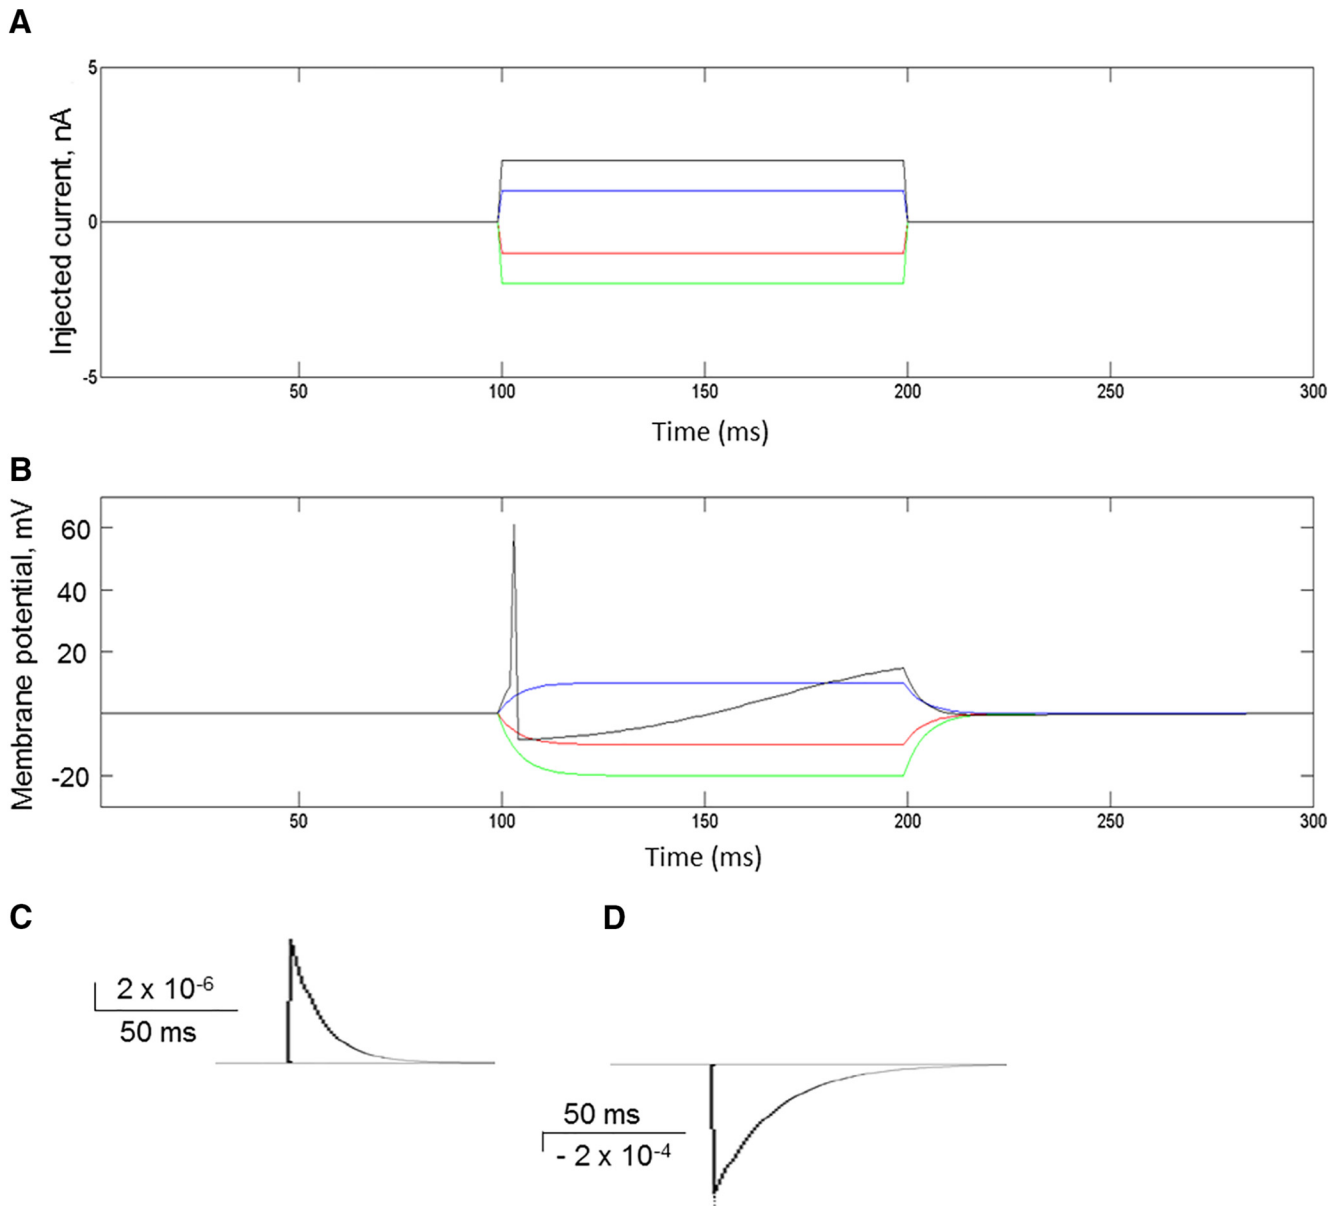 A
Injected current, nA
5
0
-5
50 100 150 200 250 300
Time (ms)
B
Membrane potential, mV
60
40
20
-20
50 100 150 200 250 300
Time (ms)
C
2 x 10-6
50 ms
D
50 ms
- 2 x 10-4